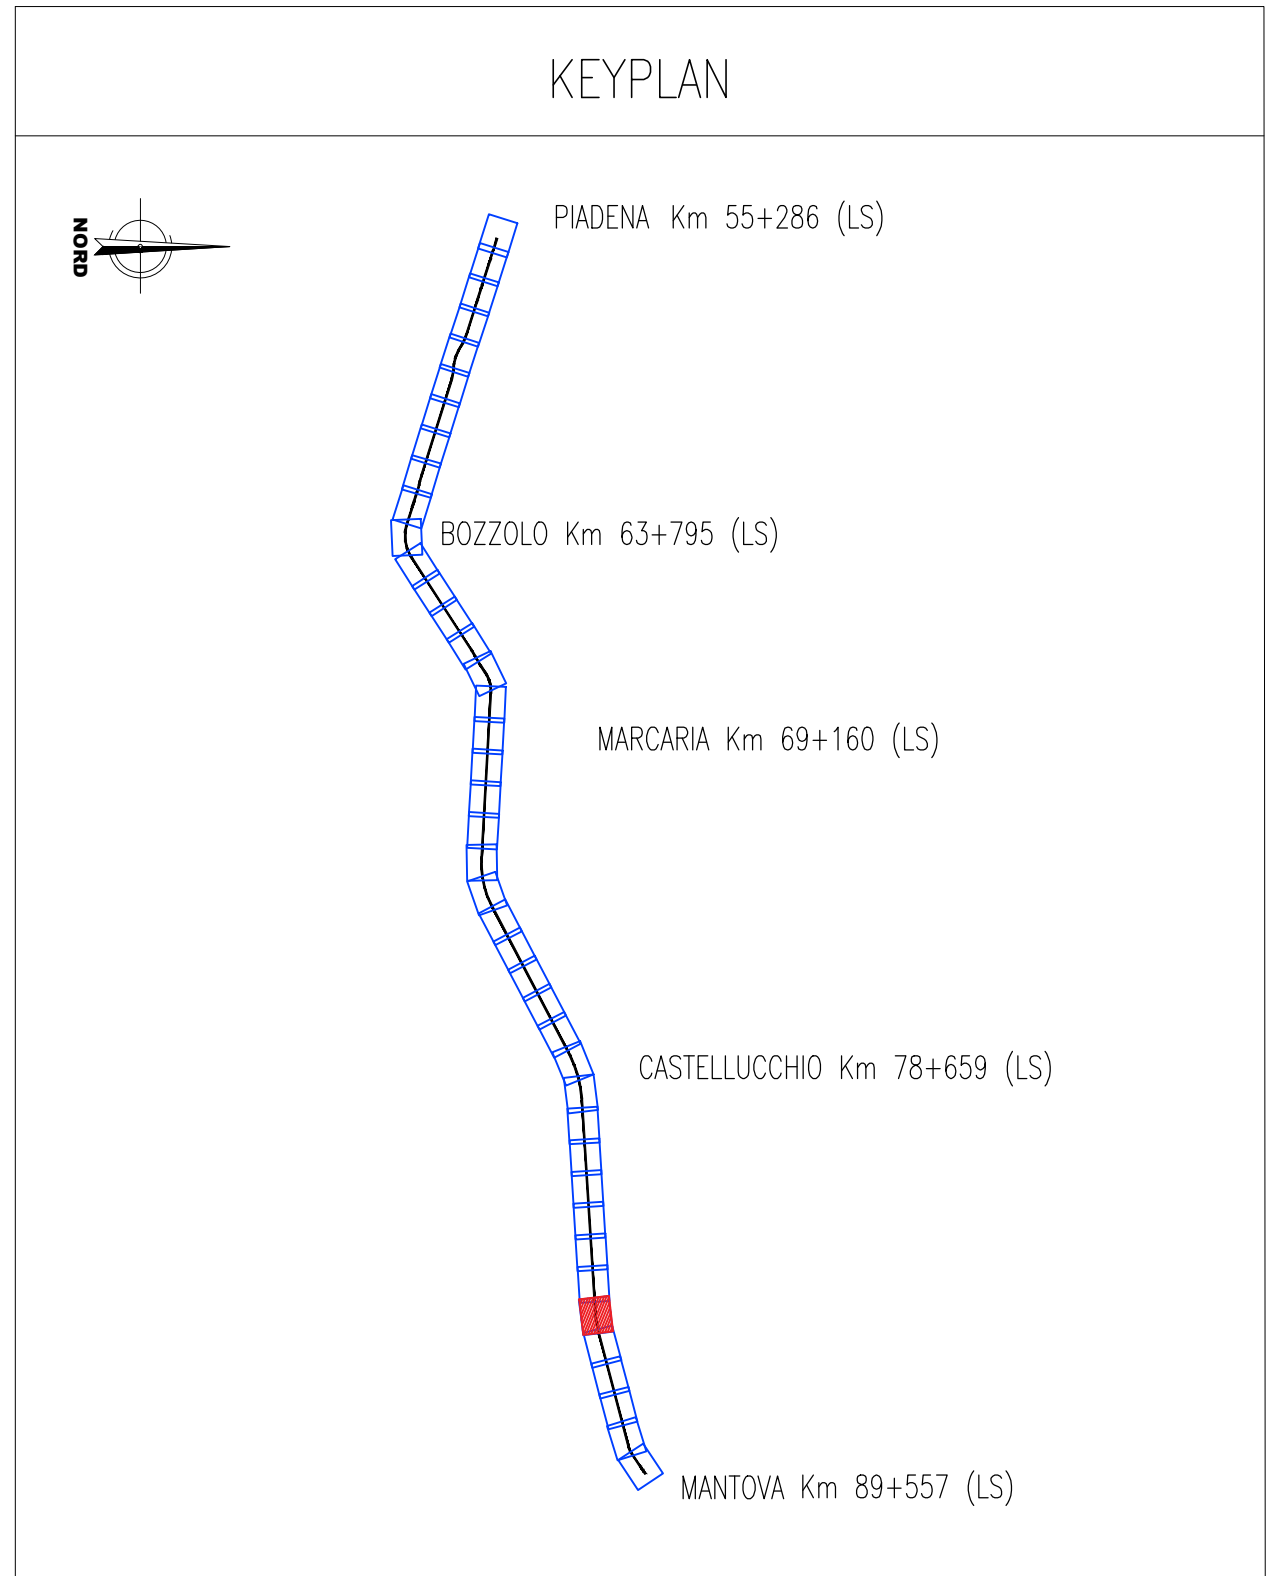 KEYPLAN
NORD
PIADENA Km 55+286 (LS)
BOZZOLO Km 63+795 (LS)
MARCARIA Km 69+160 (LS)
CASTELLUCCHIO Km 78+659 (LS)
MANTOVA Km 89+557 (LS)